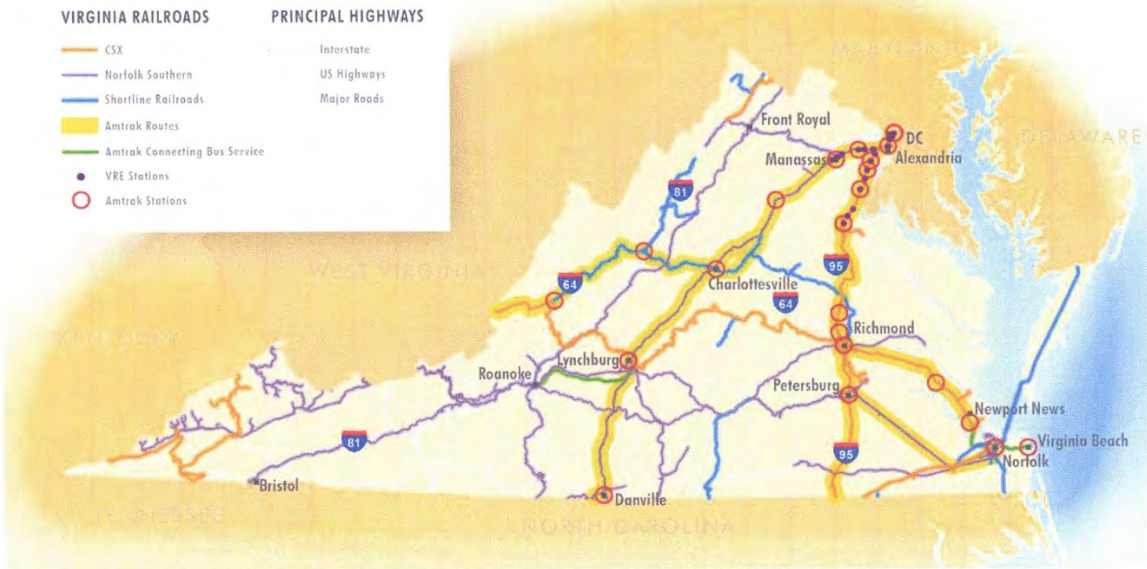 VIRGINIA RAILROADS
PRINCIPAL HIGHWAYS
CSX
Norfolk Southern
Shortline Railroads
Amtrak Routes
Amtrak Connecting Bus Service
VRE Stations
Amtrak Stations
Interstate
US Highways
Major Roads
MARYLAND
DELAWARE
DC
Front Royal
Alexandria
Manassas
81
WEST VIRGINIA
95
64
Charlottesville
64
KENTUCKY
Richmond
Lynchburg
Roanoke
Petersburg
Newport News
81
Virginia Beach
95
Norfolk
Bristol
Danville
TENNESSEE
NORTH CAROLINA